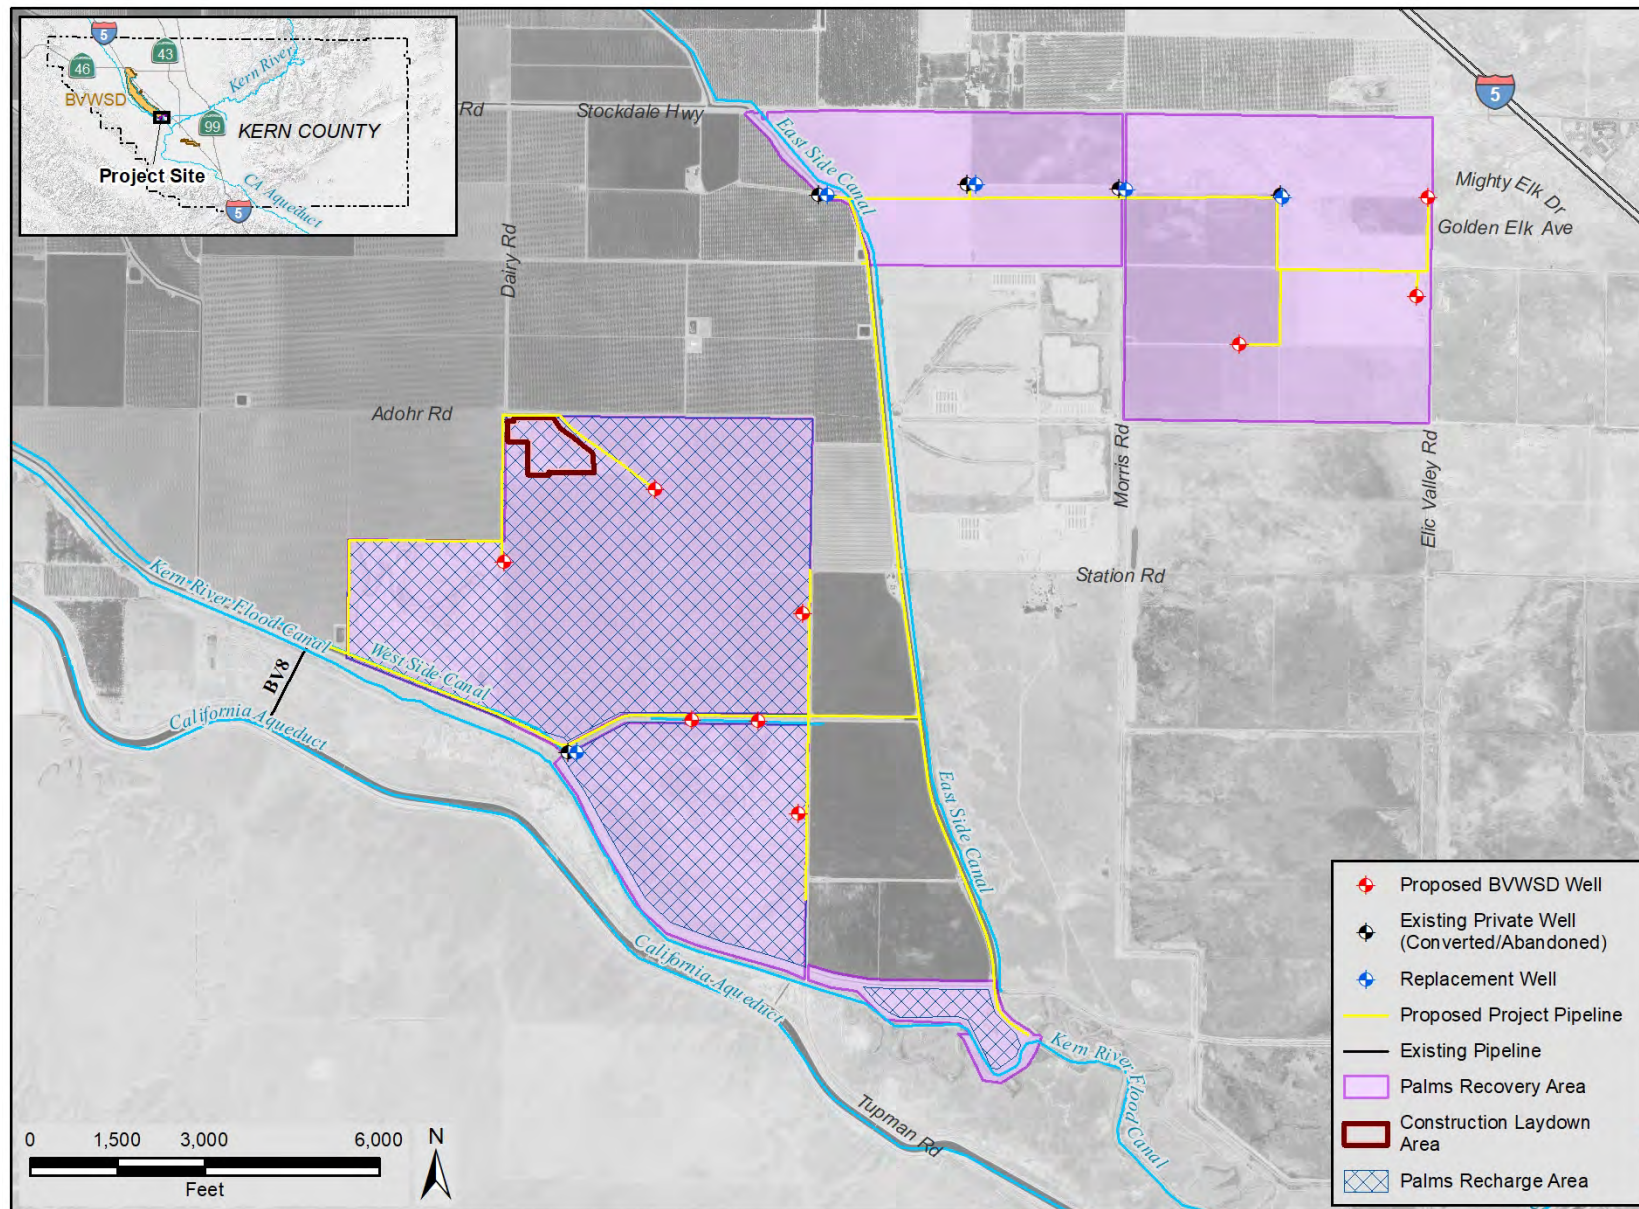 5
43
46
Kern River
BVWSD
99
KERN COUNTY
Project Site
CA Aqueduct
5
Rd
Stockdale Hwy
5
East Side Canal
Mighty Elk Dr
Golden Elk Ave
Dairy Rd
Adohr Rd
Morris Rd
Elic Valley Rd
Station Rd
Kern River Flood Canal
West Side Canal
BV8
California Aqueduct
East Side Canal
California Aqueduct
Kern River Flood Canal
Tupman Rd
Proposed BVWSD Well
Existing Private Well
(Converted/Abandoned)
Replacement Well
Proposed Project Pipeline
Existing Pipeline
Palms Recovery Area
Construction Laydown
Area
Palms Recharge Area
0 1,500 3,000 6,000
Feet
N